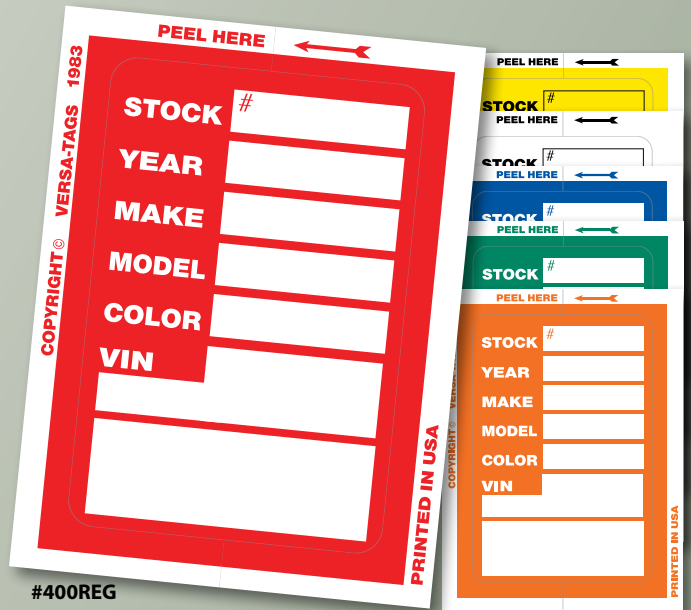 PEEL HERE
COPYRIGHT © VERSA-TAGS 1983
STOCK #
YEAR
MAKE
MODEL
COLOR
VIN
PRINTED IN USA
#400REG
PEEL HERE
STOCK #
PEEL HERE
STOCK #
PEEL HERE
STOCK #
PEEL HERE
STOCK #
PEEL HERE
STOCK #
YEAR
MAKE
MODEL
COLOR
VIN
COPYRIGHT ©
PRINTED IN USA